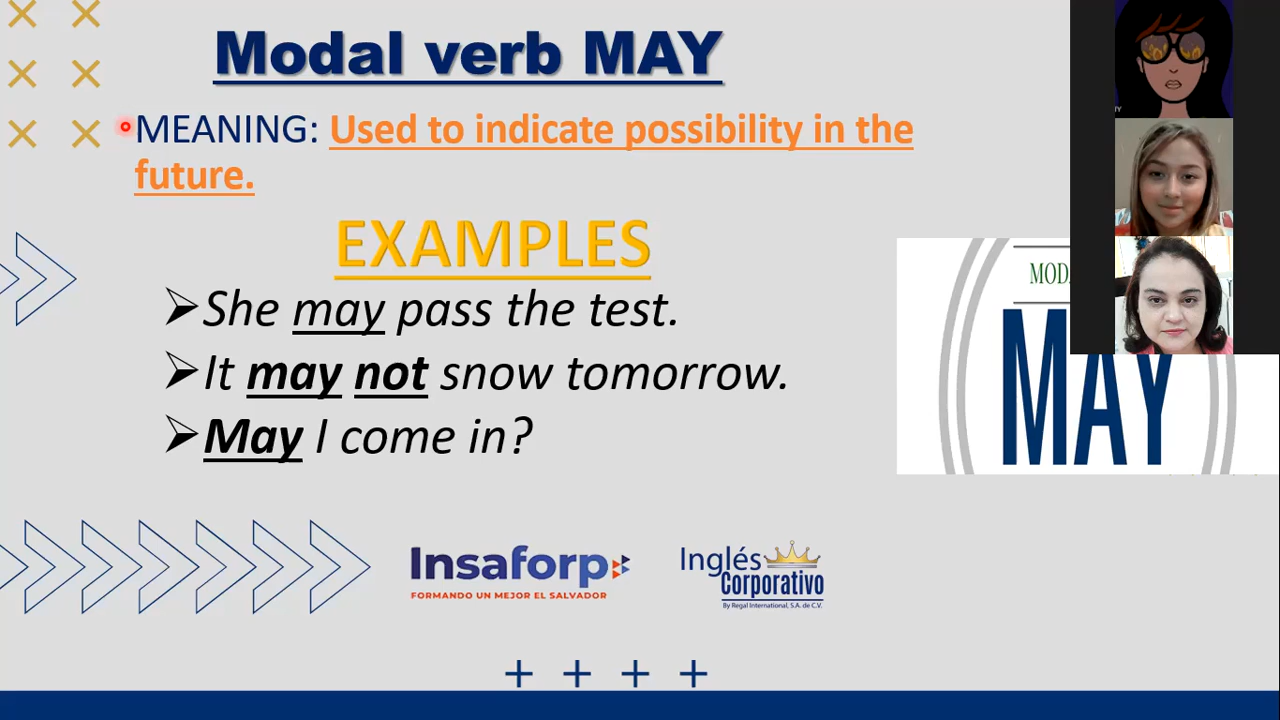 Modal verb MAY
•MEANING: Used to indicate possibility in the
future.
EXAMPLES
➢She may pass the test.
➢It may not snow tomorrow.
➢May I come in?
MODA
MAY
Insaforp
FORMANDO UN MEJOR EL SALVADOR
Inglés
Corporativo
By Regal International, S.A. de C.V.